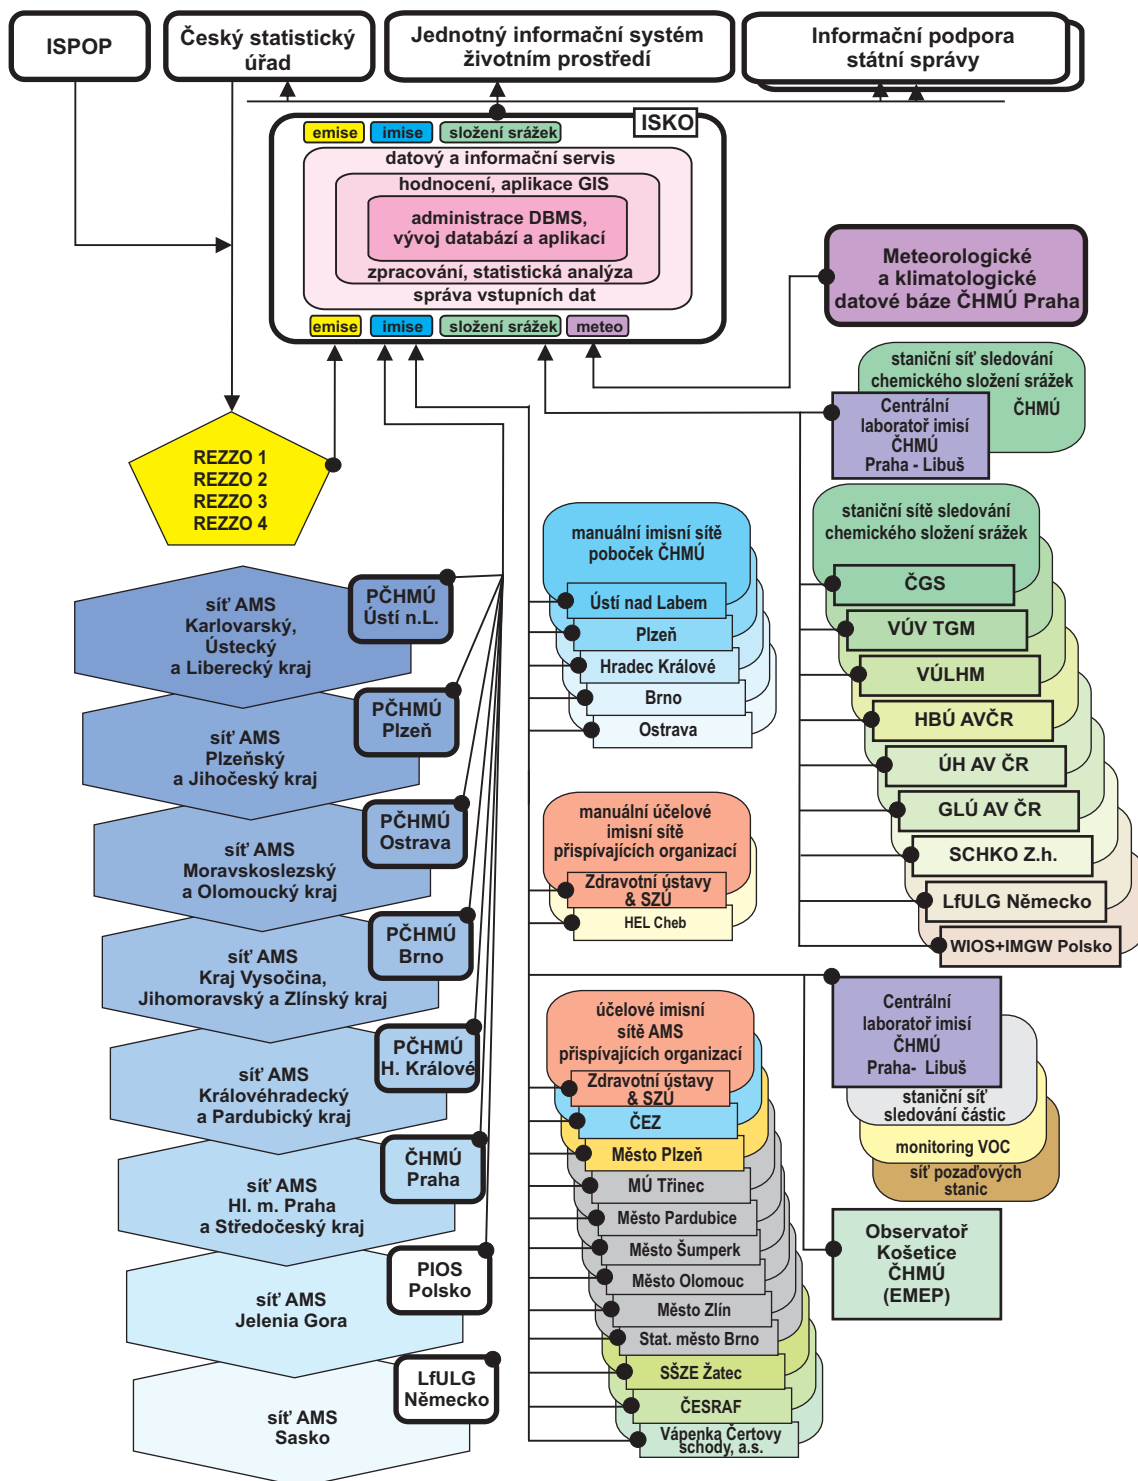 ISPOP
Český statistický
úřad
Jednotný informační systém
životním prostředí
Informační podpora
státní správy
ISKO
emise
imise
složení srážek
datový a informační servis
hodnocení, aplikace GIS
administrace DBMS,
vývoj databází a aplikací
zpracování, statistická analýza
správa vstupních dat
emise
imise
složení srážek
meteo
Meteorologické
a klimatologické
datové báze ČHMÚ Praha
staniční síť sledování
chemického složení srážek
ČHMÚ
Centrální
laboratoř imisí
ČHMÚ
Praha - Libuš
REZZO 1
REZZO 2
REZZO 3
REZZO 4
síť AMS
Karlovarský,
Ústecký
a Liberecký kraj
PČHMÚ
Ústí n.L.
síť AMS
Plzeňský
a Jihočeský kraj
PČHMÚ
Plzeň
síť AMS
Moravskoslezský
a Olomoucký kraj
PČHMÚ
Ostrava
síť AMS
Kraj Vysočina,
Jihomoravský a Zlínský kraj
PČHMÚ
Brno
síť AMS
Královéhradecký
a Pardubický kraj
PČHMÚ
H. Králové
síť AMS
Hl. m. Praha
a Středočeský kraj
ČHMÚ
Praha
síť AMS
Jelenia Gora
PIOS
Polsko
síť AMS
Sasko
LfULG
Německo
manuální imisní sítě
poboček ČHMÚ
Ústí nad Labem
Plzeň
Hradec Králové
Brno
Ostrava
manuální účelové
imisní sítě
přispívajících organizací
Zdravotní ústavy
& SZÚ
HEL Cheb
účelové imisní
sítě AMS
přispívajících organizací
Zdravotní ústavy
& SZÚ
ČEZ
Město Plzeň
MÚ Třinec
Město Pardubice
Město Šumperk
Město Olomouc
Město Zlín
Stat. město Brno
SŠZE Žatec
ČESRAF
Vápenka Čertovy
schody, a.s.
staniční sítě sledování
chemického složení srážek
ČGS
VÚV TGM
VÚLHM
HBÚ AVČR
ÚH AV ČR
GLÚ AV ČR
SCHKO Z.h.
LfULG Německo
WIOS+IMGW Polsko
Centrální
laboratoř imisí
ČHMÚ
Praha- Libuš
staniční síť
sledování částic
monitoring VOC
síť pozaďových
stanic
Observatoř
Košetice
ČHMÚ
(EMEP)